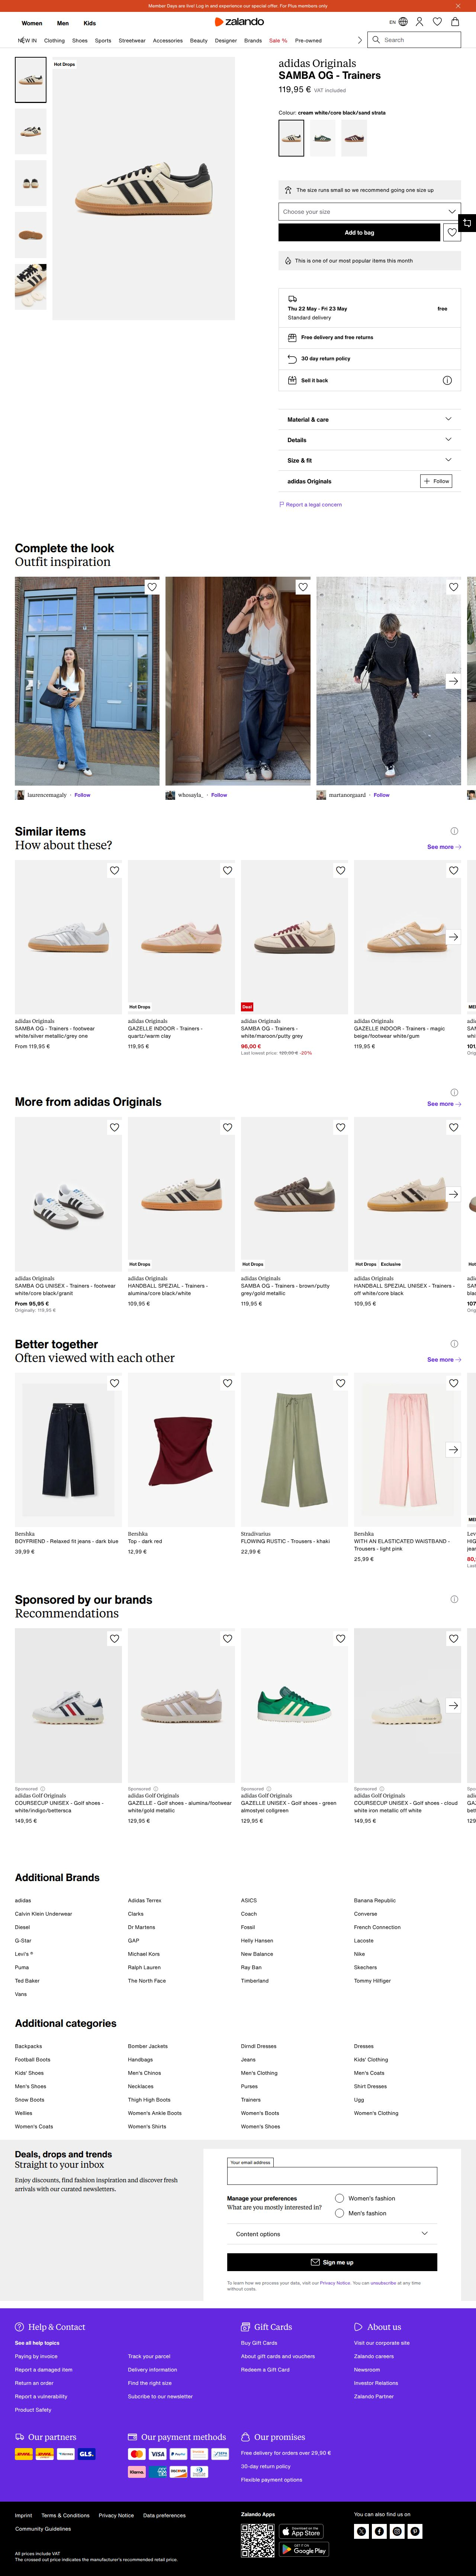 Member Days are live! Log in and experience our special offer. For Plus members only
Women Men Kids
zalando
EN
NEW IN Clothing Shoes Sports Streetwear Accessories Beauty Designer Brands Sale % Pre-owned
Search
Hot Drops
adidas Originals
SAMBA OG - Trainers
119,95 € VAT included
Colour: cream white/core black/sand strata
The size runs small so we recommend going one size up
Choose your size
Add to bag
This is one of our most popular items this month
Thu 22 May - Fri 23 May free
Standard delivery
Free delivery and free returns
30 day return policy
Sell it back
Material & care
Details
Size & fit
adidas Originals
Follow
Report a legal concern
Complete the look
Outfit inspiration
laurencemagaly · Follow
whosayla_ · Follow
martanorgaard · Follow
Similar items
How about these?
See more
Hot Drops
Deal
adidas Originals
SAMBA OG - Trainers - footwear
white/silver metallic/grey one
From 119,95 €
adidas Originals
GAZELLE INDOOR - Trainers -
quartz/warm clay
119,95 €
adidas Originals
SAMBA OG - Trainers -
white/maroon/putty grey
96,00 €
Last lowest price: 120,00 € -20%
adidas Originals
GAZELLE INDOOR - Trainers - magic
beige/footwear white/gum
119,95 €
More from adidas Originals
See more
Hot Drops
Hot Drops
Hot Drops Exclusive
adidas Originals
SAMBA OG UNISEX - Trainers - footwear
white/core black/granit
From 95,95 €
Originally: 119,95 €
adidas Originals
HANDBALL SPEZIAL - Trainers -
alumina/core black/white
109,95 €
adidas Originals
SAMBA OG - Trainers - brown/putty
grey/gold metallic
119,95 €
adidas Originals
HANDBALL SPEZIAL UNISEX - Trainers -
off white/core black
109,95 €
Better together
Often viewed with each other
See more
Bershka
BOYFRIEND - Relaxed fit jeans - dark blue
39,99 €
Bershka
Top - dark red
12,99 €
Stradivarius
FLOWING RUSTIC - Trousers - khaki
22,99 €
Bershka
WITH AN ELASTICATED WAISTBAND -
Trousers - light pink
25,99 €
Sponsored by our brands
Recommendations
Sponsored
adidas Golf Originals
COURSECUP UNISEX - Golf shoes -
white/indigo/bettersca
149,95 €
Sponsored
adidas Golf Originals
GAZELLE - Golf shoes - alumina/footwear
white/gold metallic
129,95 €
Sponsored
adidas Golf Originals
GAZELLE UNISEX - Golf shoes - green
almostyel collgreen
129,95 €
Sponsored
adidas Golf Originals
COURSECUP UNISEX - Golf shoes - cloud
white iron metallic off white
149,95 €
Additional Brands
adidas Adidas Terrex ASICS Banana Republic
Calvin Klein Underwear Clarks Coach Converse
Diesel Dr Martens Fossil French Connection
G-Star GAP Helly Hansen Lacoste
Levi's ® Michael Kors New Balance Nike
Puma Ralph Lauren Ray Ban Skechers
Ted Baker The North Face Timberland Tommy Hilfiger
Vans
Additional categories
Backpacks Bomber Jackets Dirndl Dresses Dresses
Football Boots Handbags Jeans Kids' Clothing
Kids' Shoes Men's Chinos Men's Clothing Men's Coats
Men's Shoes Necklaces Purses Shirt Dresses
Snow Boots Thigh High Boots Trainers Ugg
Wellies Women's Ankle Boots Women's Boots Women's Clothing
Women's Coats Women's Shirts Women's Shoes
Deals, drops and trends
Straight to your inbox
Enjoy discounts, find fashion inspiration and discover fresh
arrivals with our curated newsletters.
Your email address
Manage your preferences
What are you mostly interested in?
Women's fashion
Men's fashion
Content options
Sign me up
To learn how we process your data, visit our Privacy Notice. You can unsubscribe at any time
without costs.
Help & Contact
See all help topics
Paying by invoice Track your parcel
Report a damaged item Delivery information
Return an order Find the right size
Report a vulnerability Subcribe to our newsletter
Product Safety
Gift Cards
Buy Gift Cards
About gift cards and vouchers
Redeem a Gift Card
About us
Visit our corporate site
Zalando careers
Newsroom
Investor Relations
Zalando Partner
Our partners
GLS.
Our payment methods
VISA
PayPal
Klarna
DISCOVER
Our promises
Free delivery for orders over 29,90 €
30-day return policy
Flexible payment options
Imprint Terms & Conditions Privacy Notice Data preferences
Community Guidelines
All prices include VAT
The crossed out price indicates the manufacturer's recommended retail price.
Zalando Apps
Download on the
App Store
GET IT ON
Google Play
You can also find us on